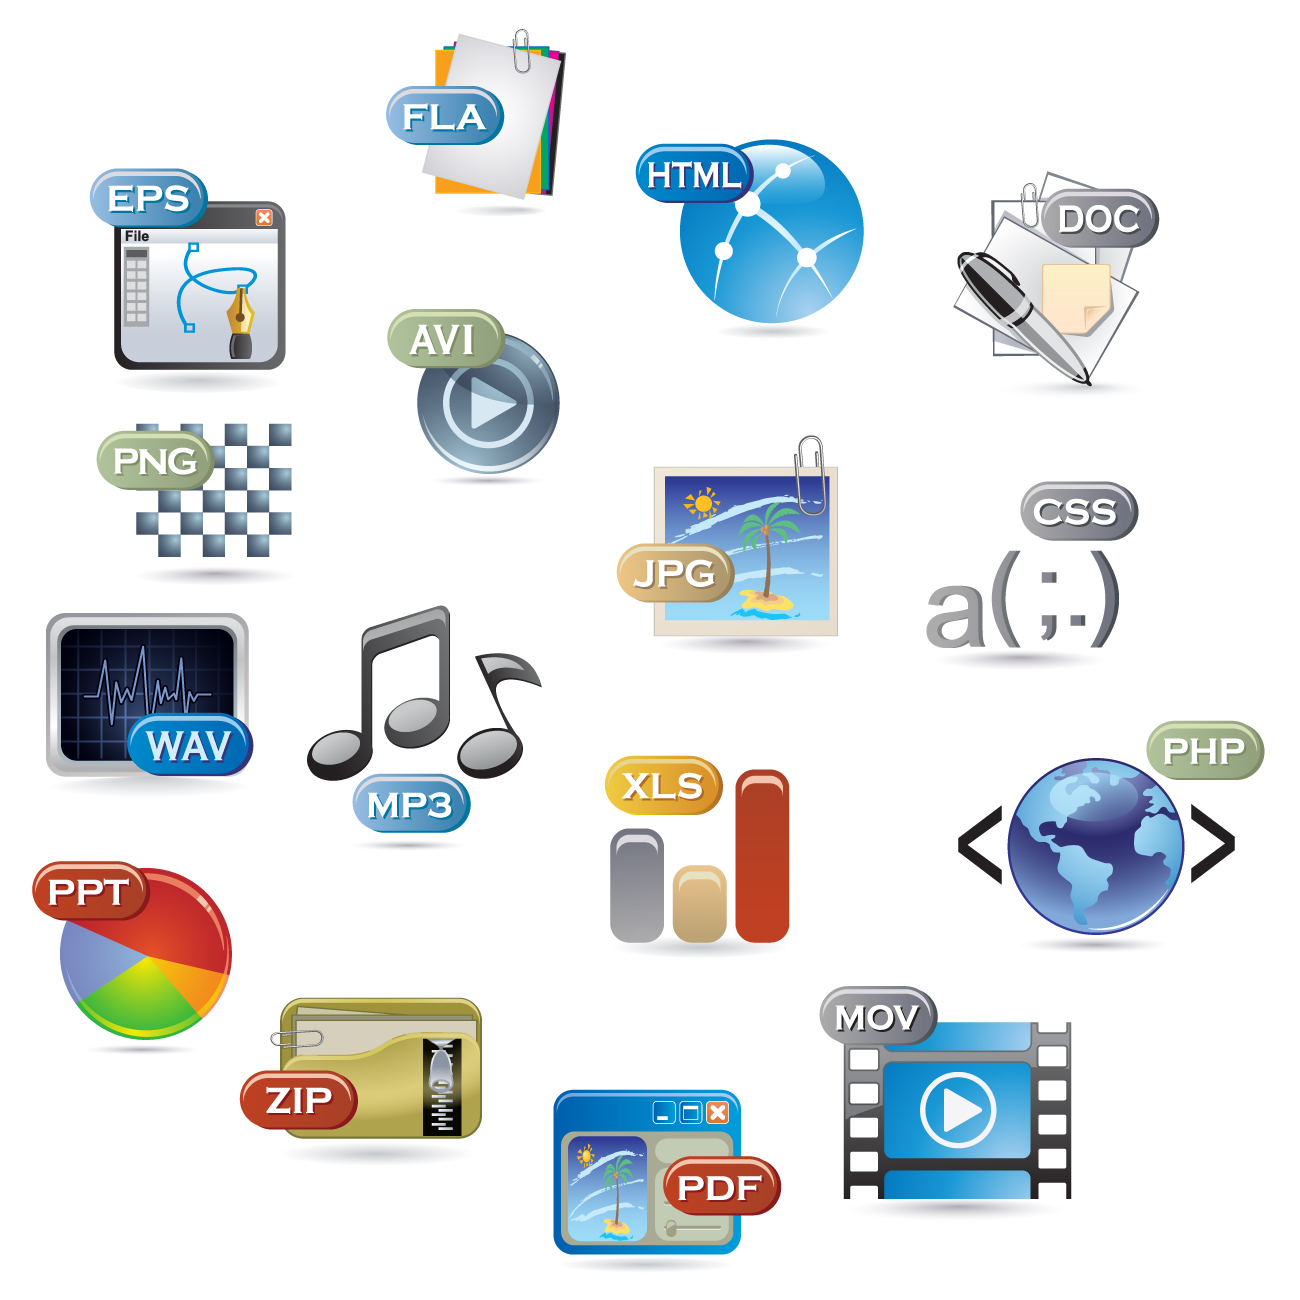 FLA
HTML
EPS
File
DOC
AVI
PNG
CSS
a(;.)
JPG
WAV
PHP
MP3
XLS
< >
PPT
MOV
ZIP
PDF